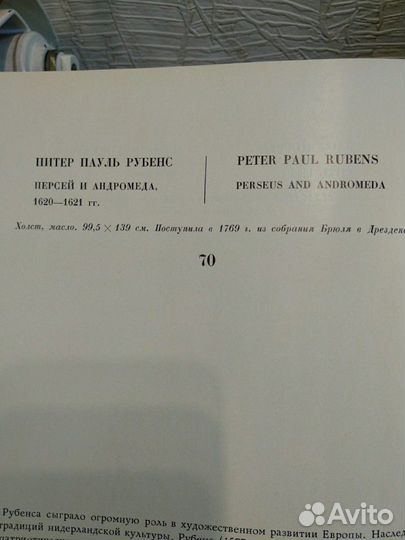 ПИТЕР ПАУЛЬ РУБЕНС
ПЕРСЕЙ И АНДРОМЕДА.
1620—1621 гг.
PETER PAUL RUBENS
PERSEUS AND ANDROMEDA
Холст, масло. 99,5 × 139 см. Поступила в 1769 г. из собрания Брюля в Дрездене
70
Рубенса сыграло огромную роль в художественном развитии Европы. Наслед
традиций нидерландской культуры, Рубенс
Avito